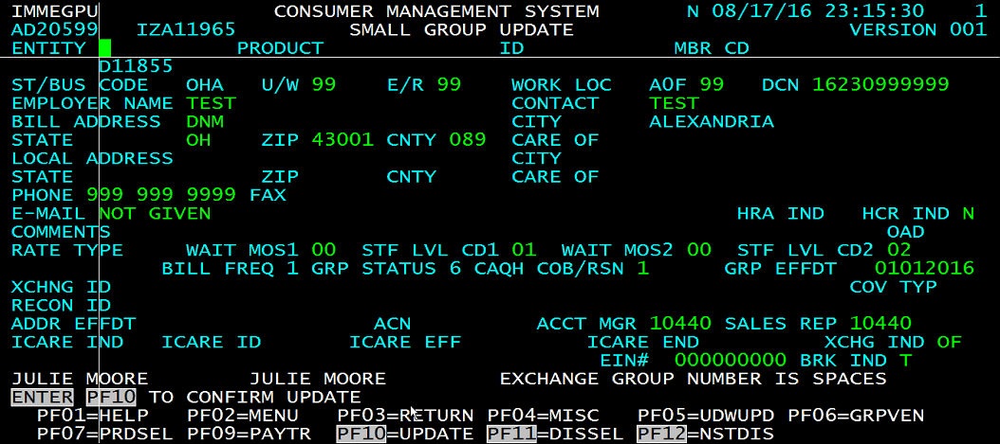 IMMEGPU CONSUMER MANAGEMENT SYSTEM N 08/17/16 23:15:30 1
AD20599 IZA11965 SMALL GROUP UPDATE VERSION 001
ENTITY PRODUCT ID MBR CD
D11855
ST/BUS CODE OHA U/W 99 E/R 99 WORK LOC A0F 99 DCN 16230999999
EMPLOYER NAME TEST CONTACT TEST
BILL ADDRESS DNM CITY ALEXANDRIA
STATE OH ZIP 43001 CNTY 089 CARE OF
LOCAL ADDRESS CITY
STATE ZIP CNTY CARE OF
PHONE 999 999 9999 FAX
E-MAIL NOT GIVEN HRA IND HCR IND N
COMMENTS OAD
RATE TYPE WAIT MOS1 00 STF LVL CD1 01 WAIT MOS2 00 STF LVL CD2 02
BILL FREQ 1 GRP STATUS 6 CAQH COB/RSN 1 GRP EFFDT 01012016
XCHNG ID COV TYP
RECON ID
ADDR EFFDT ACN ACCT MGR 10440 SALES REP 10440
ICARE IND ICARE ID ICARE EFF ICARE END XCHG IND OF
EIN# 000000000 BRK IND T
JULIE MOORE JULIE MOORE EXCHANGE GROUP NUMBER IS SPACES
ENTER PF10 TO CONFIRM UPDATE
PF01=HELP PF02=MENU PF03=RETURN PF04=MISC PF05=UDWUPD PF06=GRPVEN
PF07=PRDSEL PF09=PAYTR PF10=UPDATE PF11=DISSEL PF12=NSTDIS